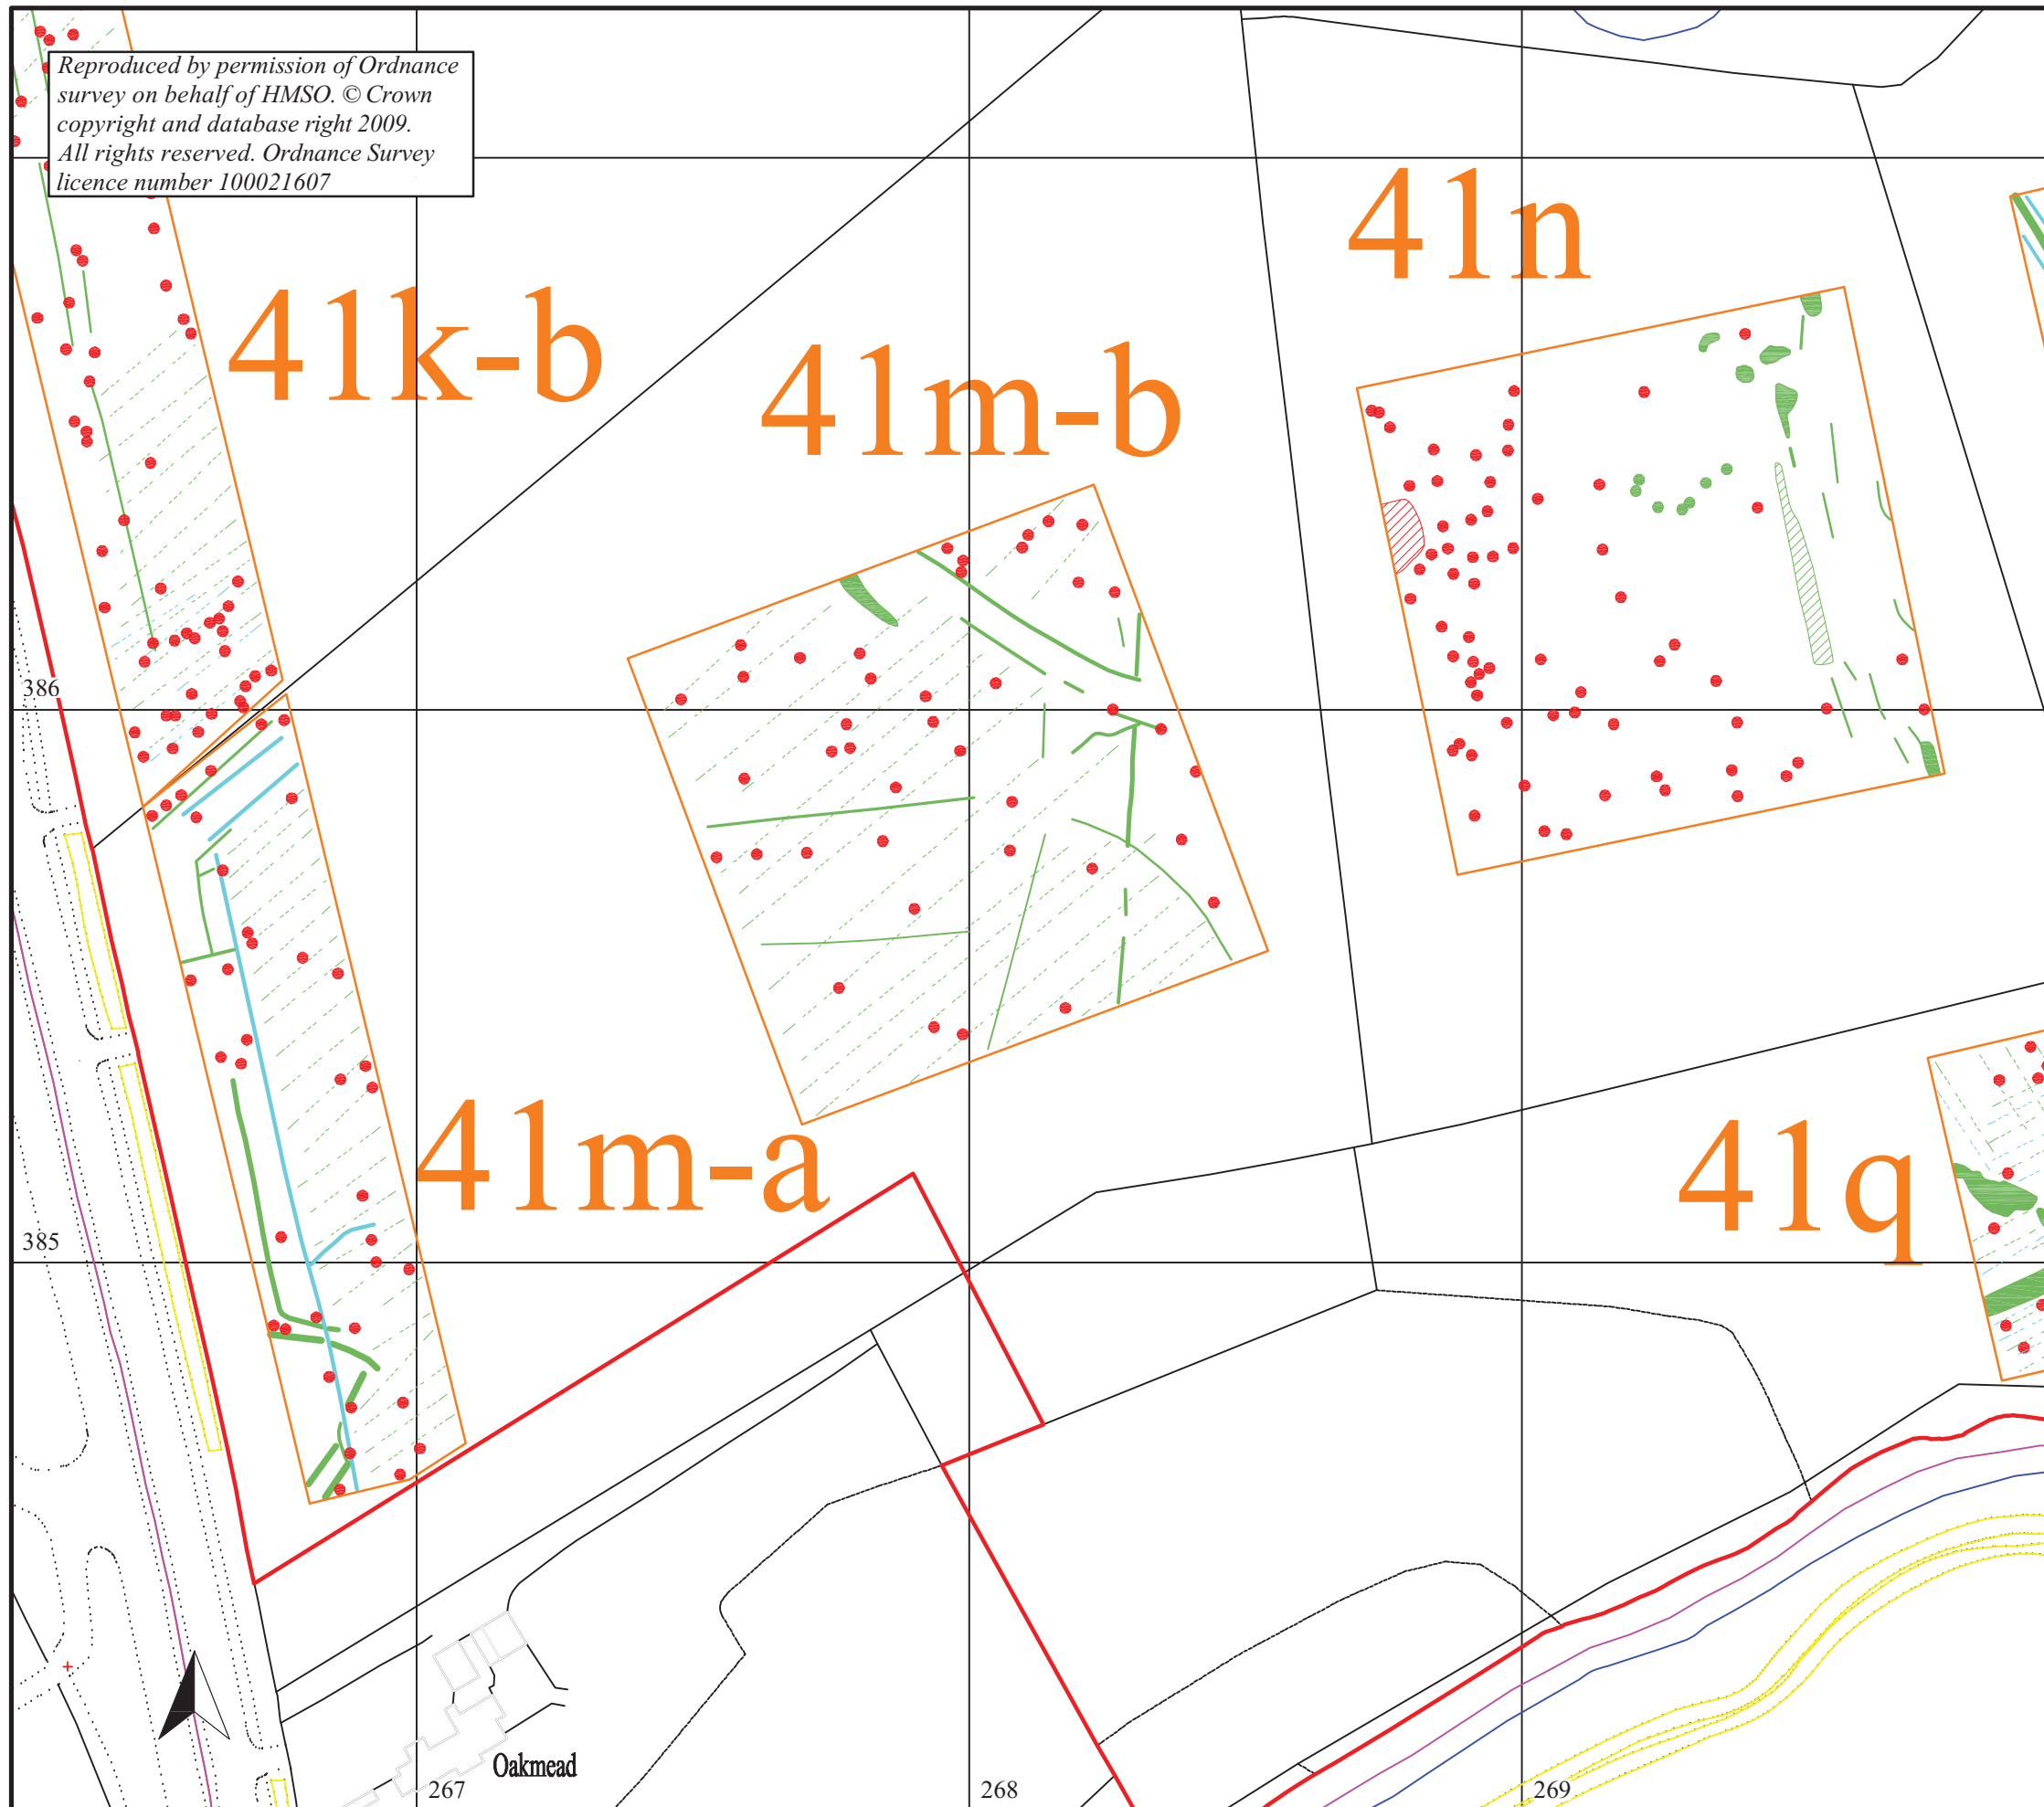 Reproduced by permission of Ordnance
survey on behalf of HMSO. © Crown
copyright and database right 2009.
All rights reserved. Ordnance Survey
licence number 100021607
41n
41k-b
41m-b
386
41m-a
41q
385
Oakmead
267
268
269